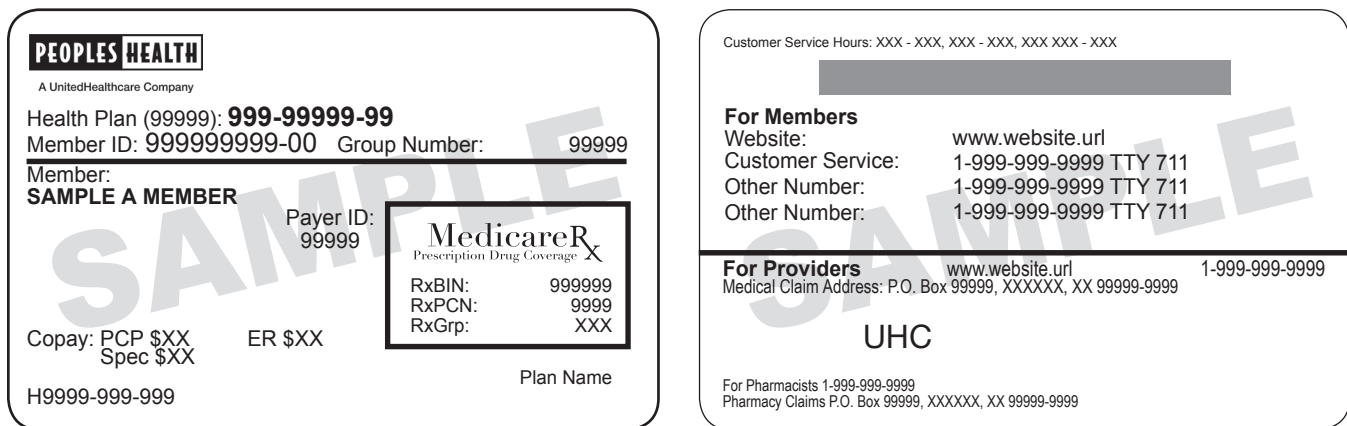 PEOPLES HEALTH
A UnitedHealthcare Company
Health Plan (99999): 999-99999-99
Member ID: 999999999-00 Group Number: 99999
Member:
SAMPLE A MEMBER
Payer ID:
99999
MedicareRx
Prescription Drug Coverage
RxBIN: 999999
RxPCN: 9999
RxGrp: XXX
Copay: PCP $XX ER $XX
Spec $XX
H9999-999-999
Plan Name
SAMPLE
Customer Service Hours: XXX - XXX, XXX - XXX, XXX XXX - XXX
For Members
Website: www.website.url
Customer Service: 1-999-999-9999 TTY 711
Other Number: 1-999-999-9999 TTY 711
Other Number: 1-999-999-9999 TTY 711
For Providers www.website.url 1-999-999-9999
Medical Claim Address: P.O. Box 99999, XXXXXX, XX 99999-9999
UHC
For Pharmacists 1-999-999-9999
Pharmacy Claims P.O. Box 99999, XXXXXX, XX 99999-9999
SAMPLE